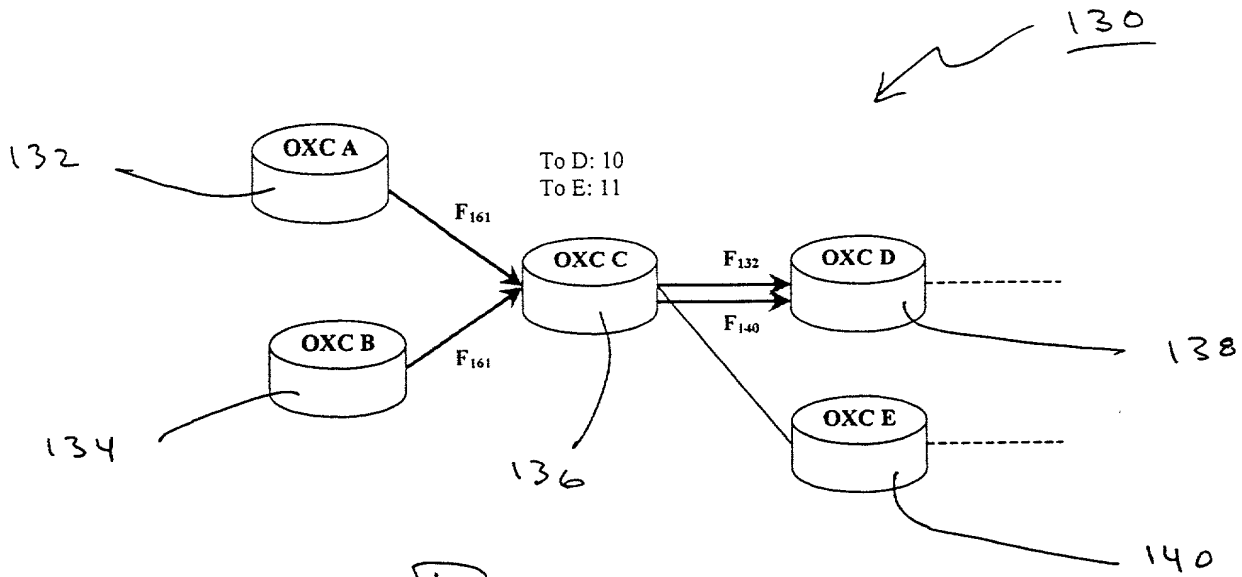 130
132
OXC A
To D: 10
To E: 11
F161
OXC C
F132
OXC D
F140
138
OXC B
F161
134
136
OXC E
140